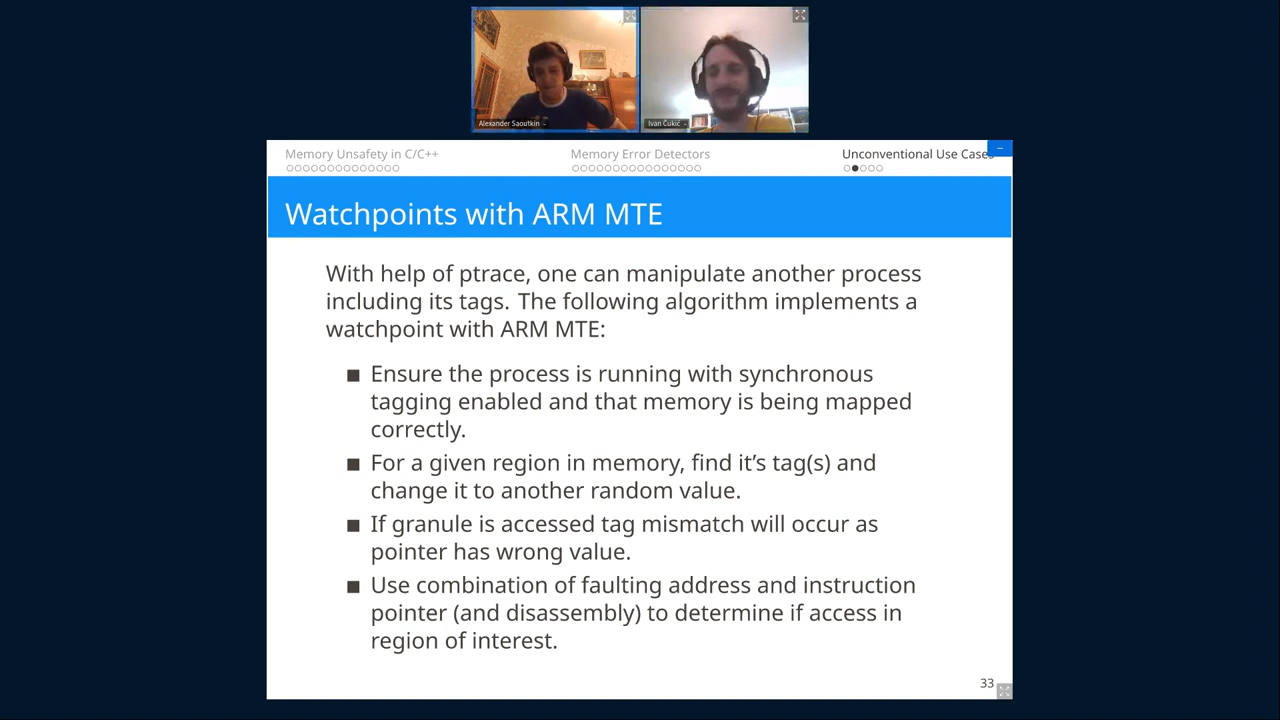 Alexander Saoutkin
Ivan Čukić
Memory Unsafety in C/C++
Memory Error Detectors
Unconventional Use Cases
Watchpoints with ARM MTE
With help of ptrace, one can manipulate another process
including its tags. The following algorithm implements a
watchpoint with ARM MTE:
■ Ensure the process is running with synchronous
tagging enabled and that memory is being mapped
correctly.
■ For a given region in memory, find it's tag(s) and
change it to another random value.
■ If granule is accessed tag mismatch will occur as
pointer has wrong value.
■ Use combination of faulting address and instruction
pointer (and disassembly) to determine if access in
region of interest.
33